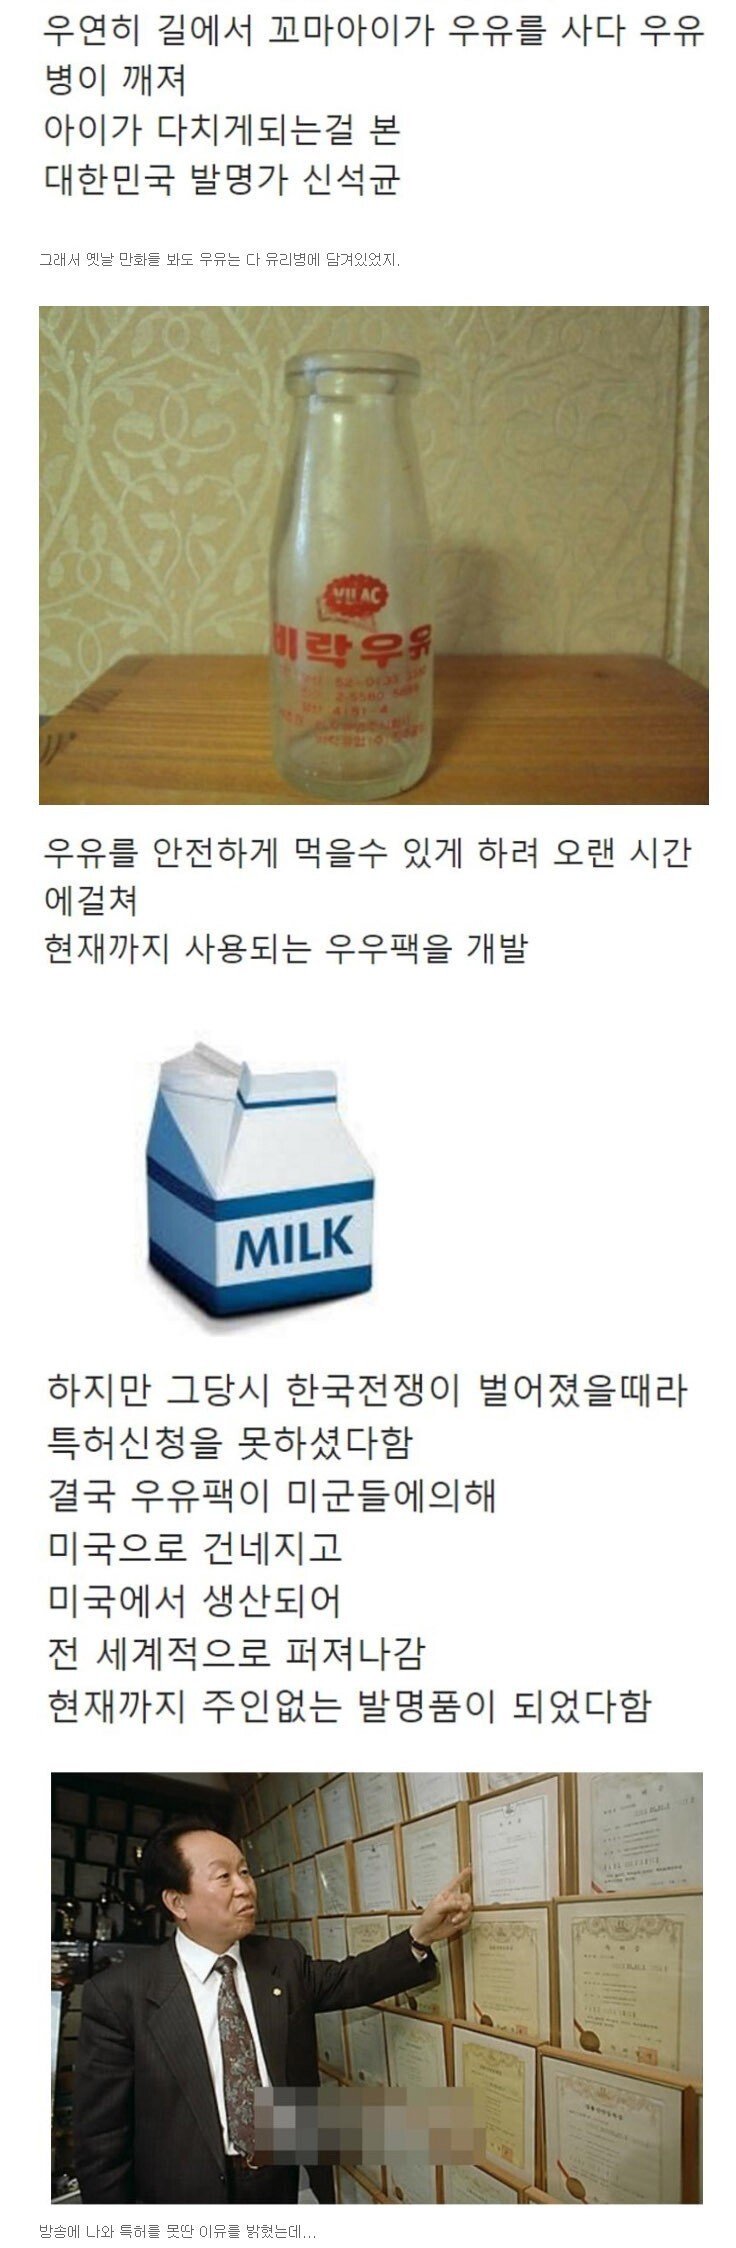 우연히 길에서 꼬마아이가 우유를 사다 우유
병이 깨져
아이가 다치게되는걸 본
대한민국 발명가 신석균
그래서 옛날 만화들 봐도 우유는 다 유리병에 담겨있었지.
VILAC
비락우유
우유를 안전하게 먹을수 있게 하려 오랜 시간
에걸쳐
현재까지 사용되는 우우팩을 개발
MILK
하지만 그당시 한국전쟁이 벌어졌을때라
특허신청을 못하셨다함
결국 우유팩이 미군들에의해
미국으로 건네지고
미국에서 생산되어
전 세계적으로 퍼져나감
현재까지 주인없는 발명품이 되었다함
방송에 나와 특허를 못딴 이유를 밝혔는데...